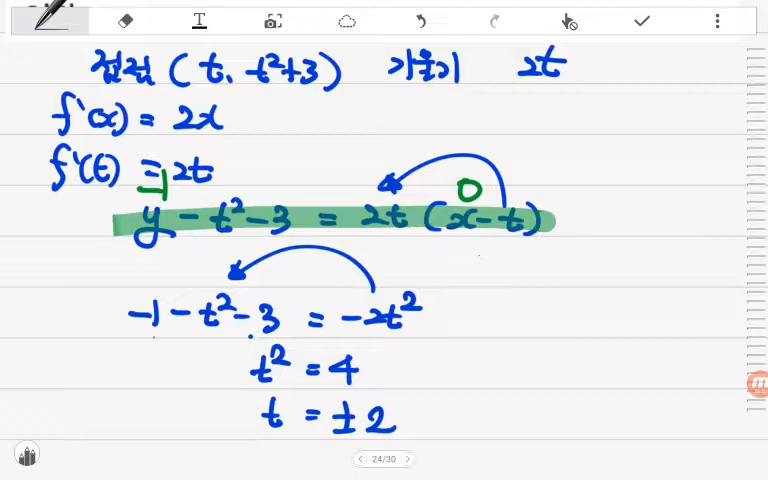 접점 (t, t²+3) 기울기 2t
f'(x) = 2x
f'(t) = 2t
-1 0
y - t² - 3 = 2t (x - t)
-1 - t² - 3 = -2t²
t² = 4
t = ±2
24/30